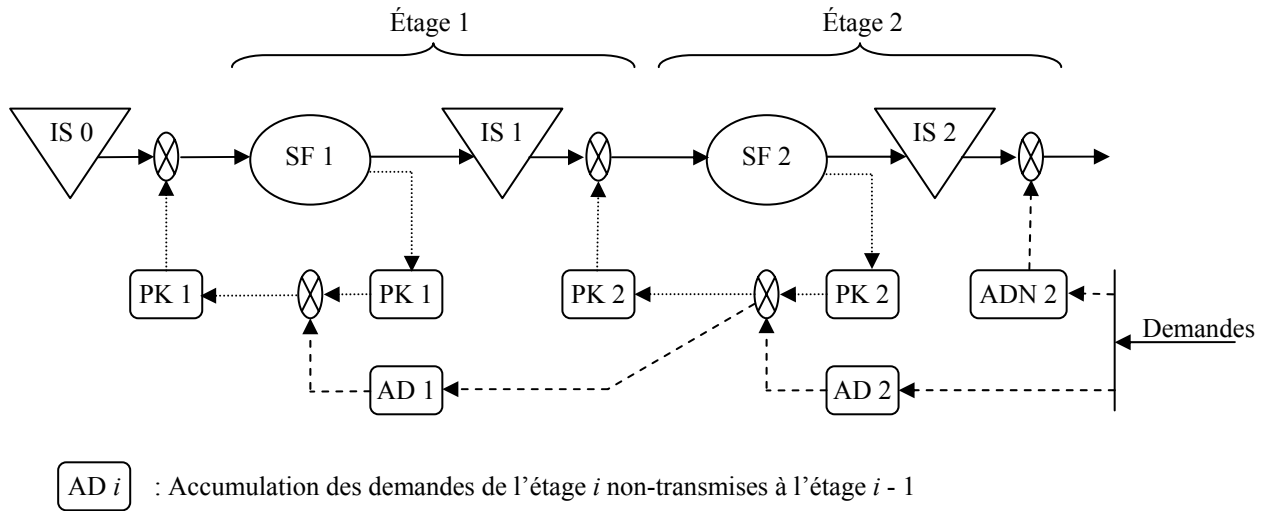 Étage 1
Étage 2
IS 0
SF 1
IS 1
SF 2
IS 2
PK 1
PK 1
PK 2
PK 2
ADN 2
Demandes
AD 1
AD 2
AD i : Accumulation des demandes de l'étage i non-transmises à l'étage i - 1